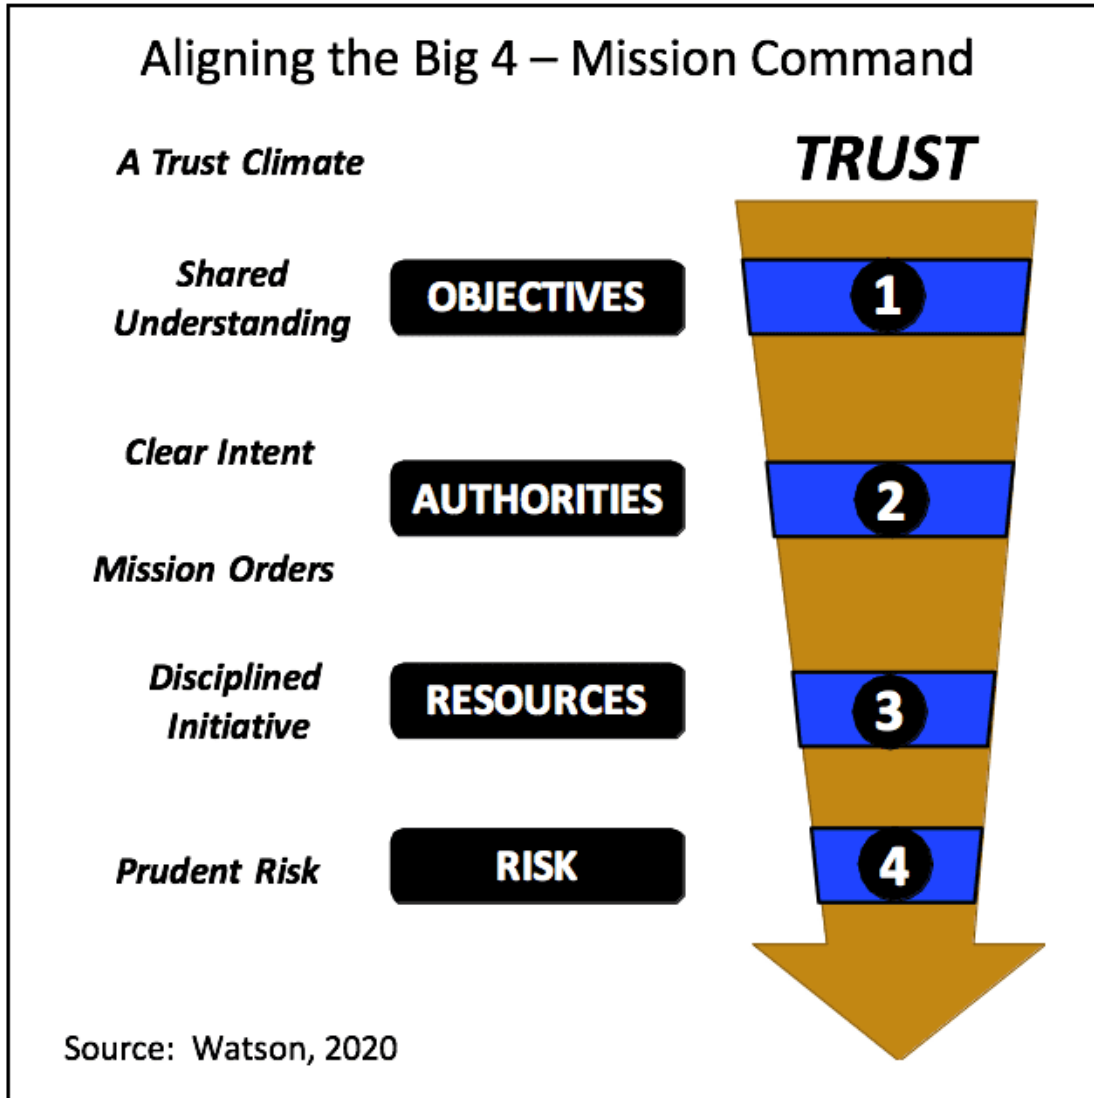 Aligning the Big 4 – Mission Command
A Trust Climate
TRUST
Shared
Understanding
OBJECTIVES
1
Clear Intent
AUTHORITIES
2
Mission Orders
Disciplined
Initiative
RESOURCES
3
Prudent Risk
RISK
4
Source: Watson, 2020